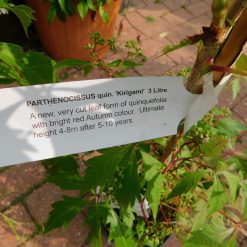 PARTHENOCISSUS quin. 'Kirigami' 3 Litre
A new, very cut leaf form of quinquefolia
with bright red Autumn colour. Ultimate
height 4-8m after 5-10 years